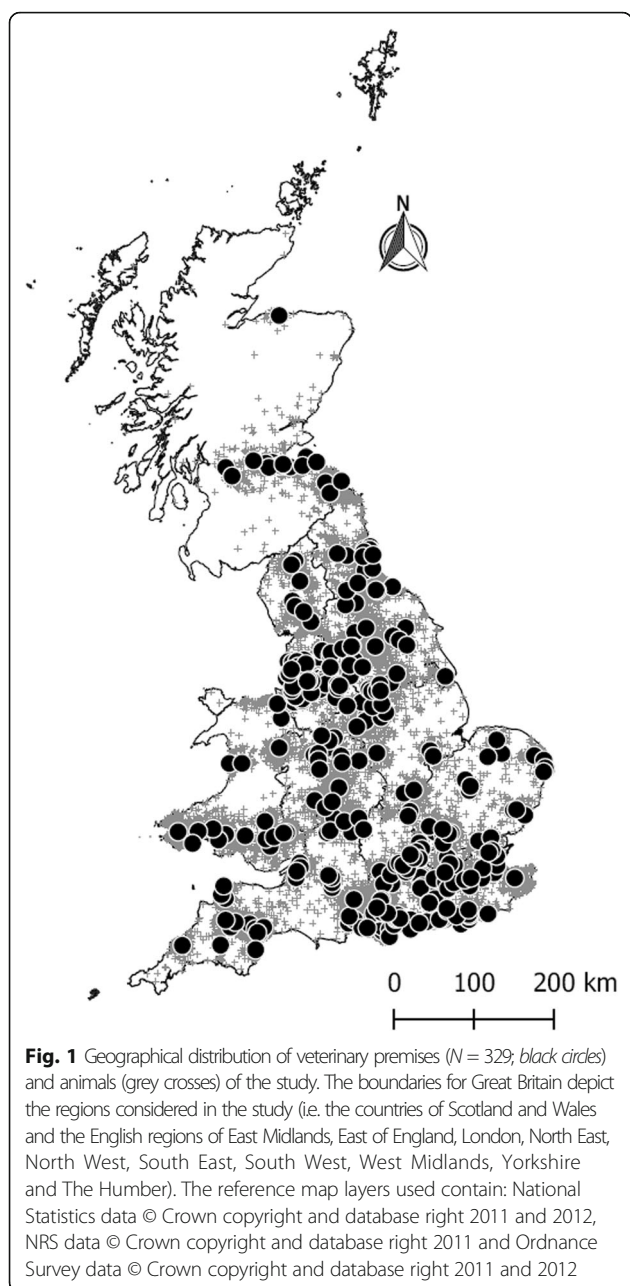 N
0 100 200 km
Fig. 1 Geographical distribution of veterinary premises (N = 329; black circles)
and animals (grey crosses) of the study. The boundaries for Great Britain depict
the regions considered in the study (i.e. the countries of Scotland and Wales
and the English regions of East Midlands, East of England, London, North East,
North West, South East, South West, West Midlands, Yorkshire
and The Humber). The reference map layers used contain: National
Statistics data © Crown copyright and database right 2011 and 2012,
NRS data © Crown copyright and database right 2011 and Ordnance
Survey data © Crown copyright and database right 2011 and 2012